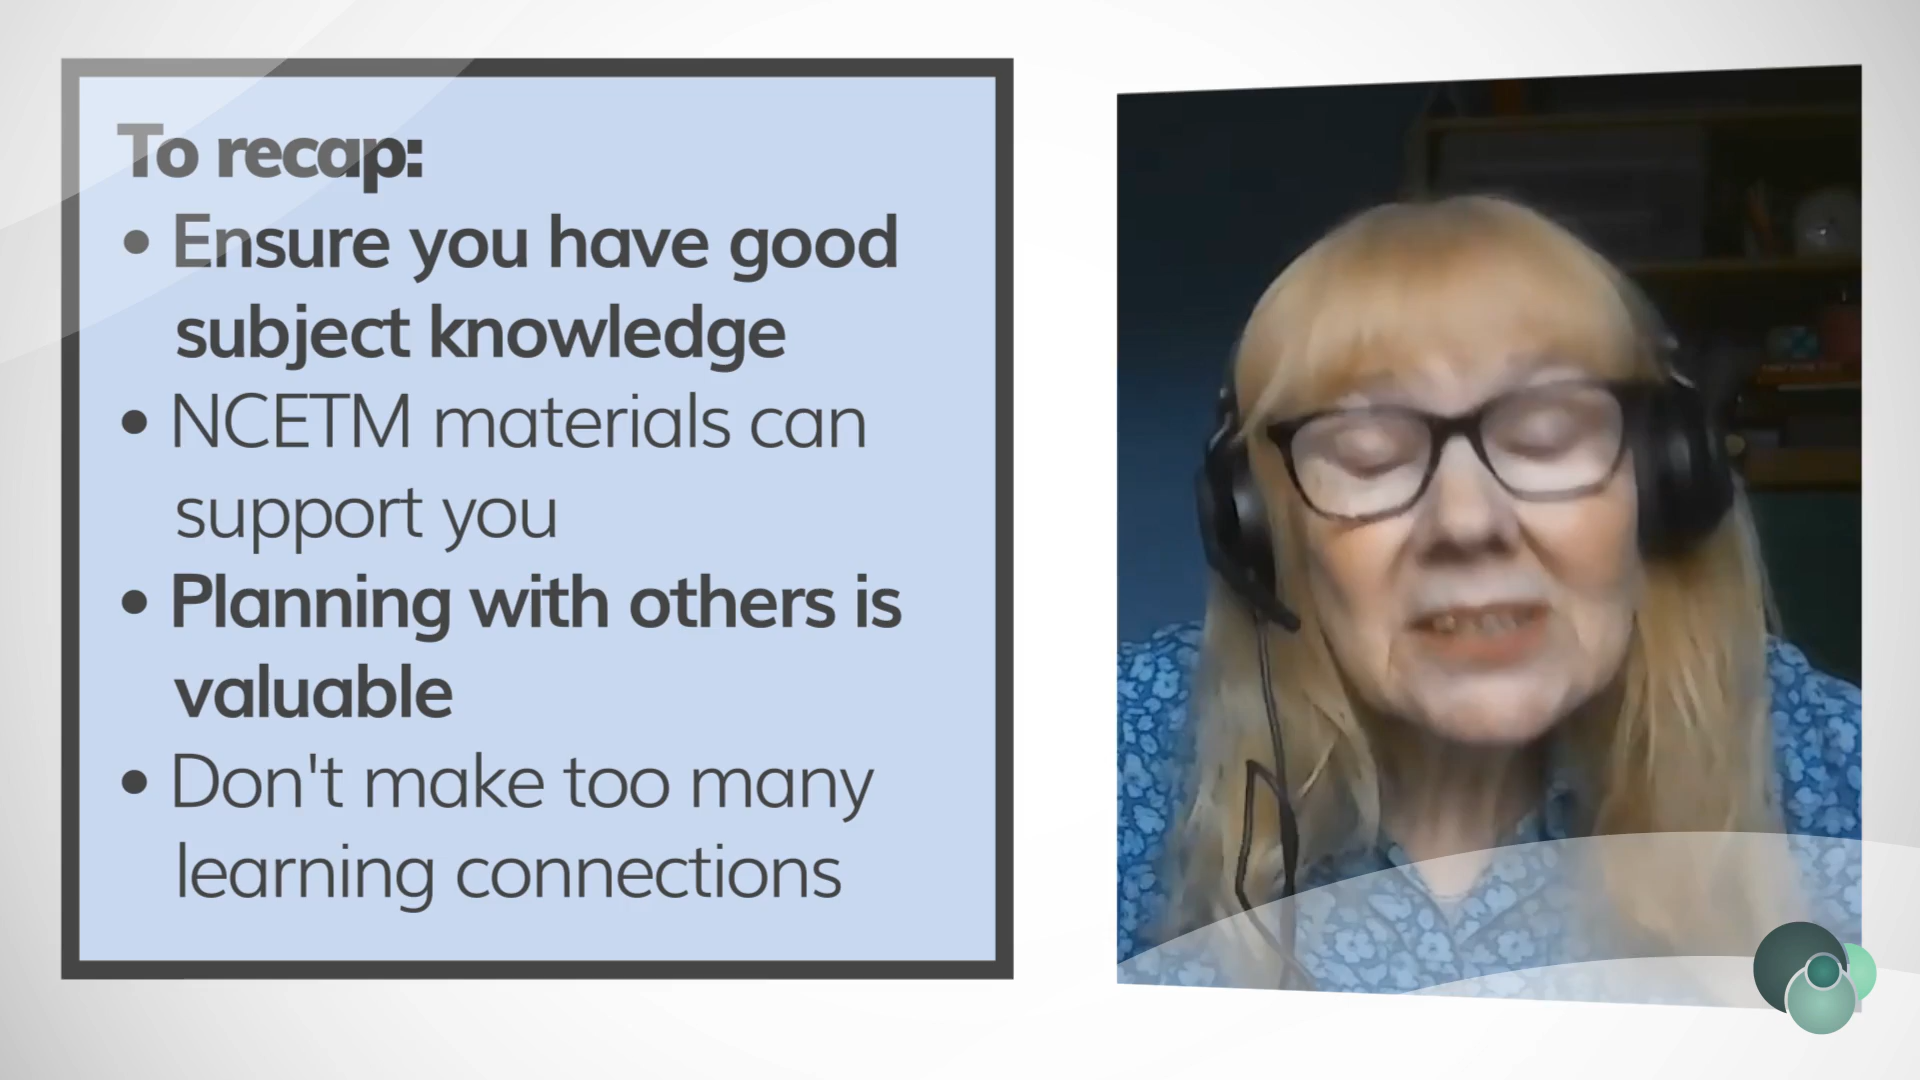 To recap:
• Ensure you have good
subject knowledge
• NCETM materials can
support you
• Planning with others is
valuable
• Don't make too many
learning connections